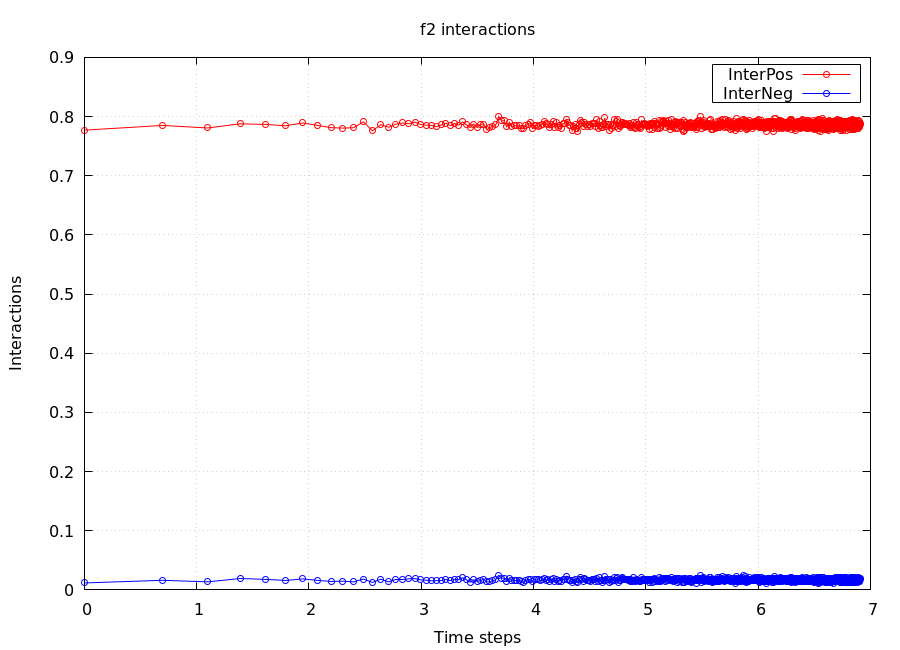 f2 interactions
0.9
0.8
0.7
0.6
0.5
0.4
0.3
0.2
0.1
0
InterPos
InterNeg
Interactions
0 1 2 3 4 5 6 7
Time steps